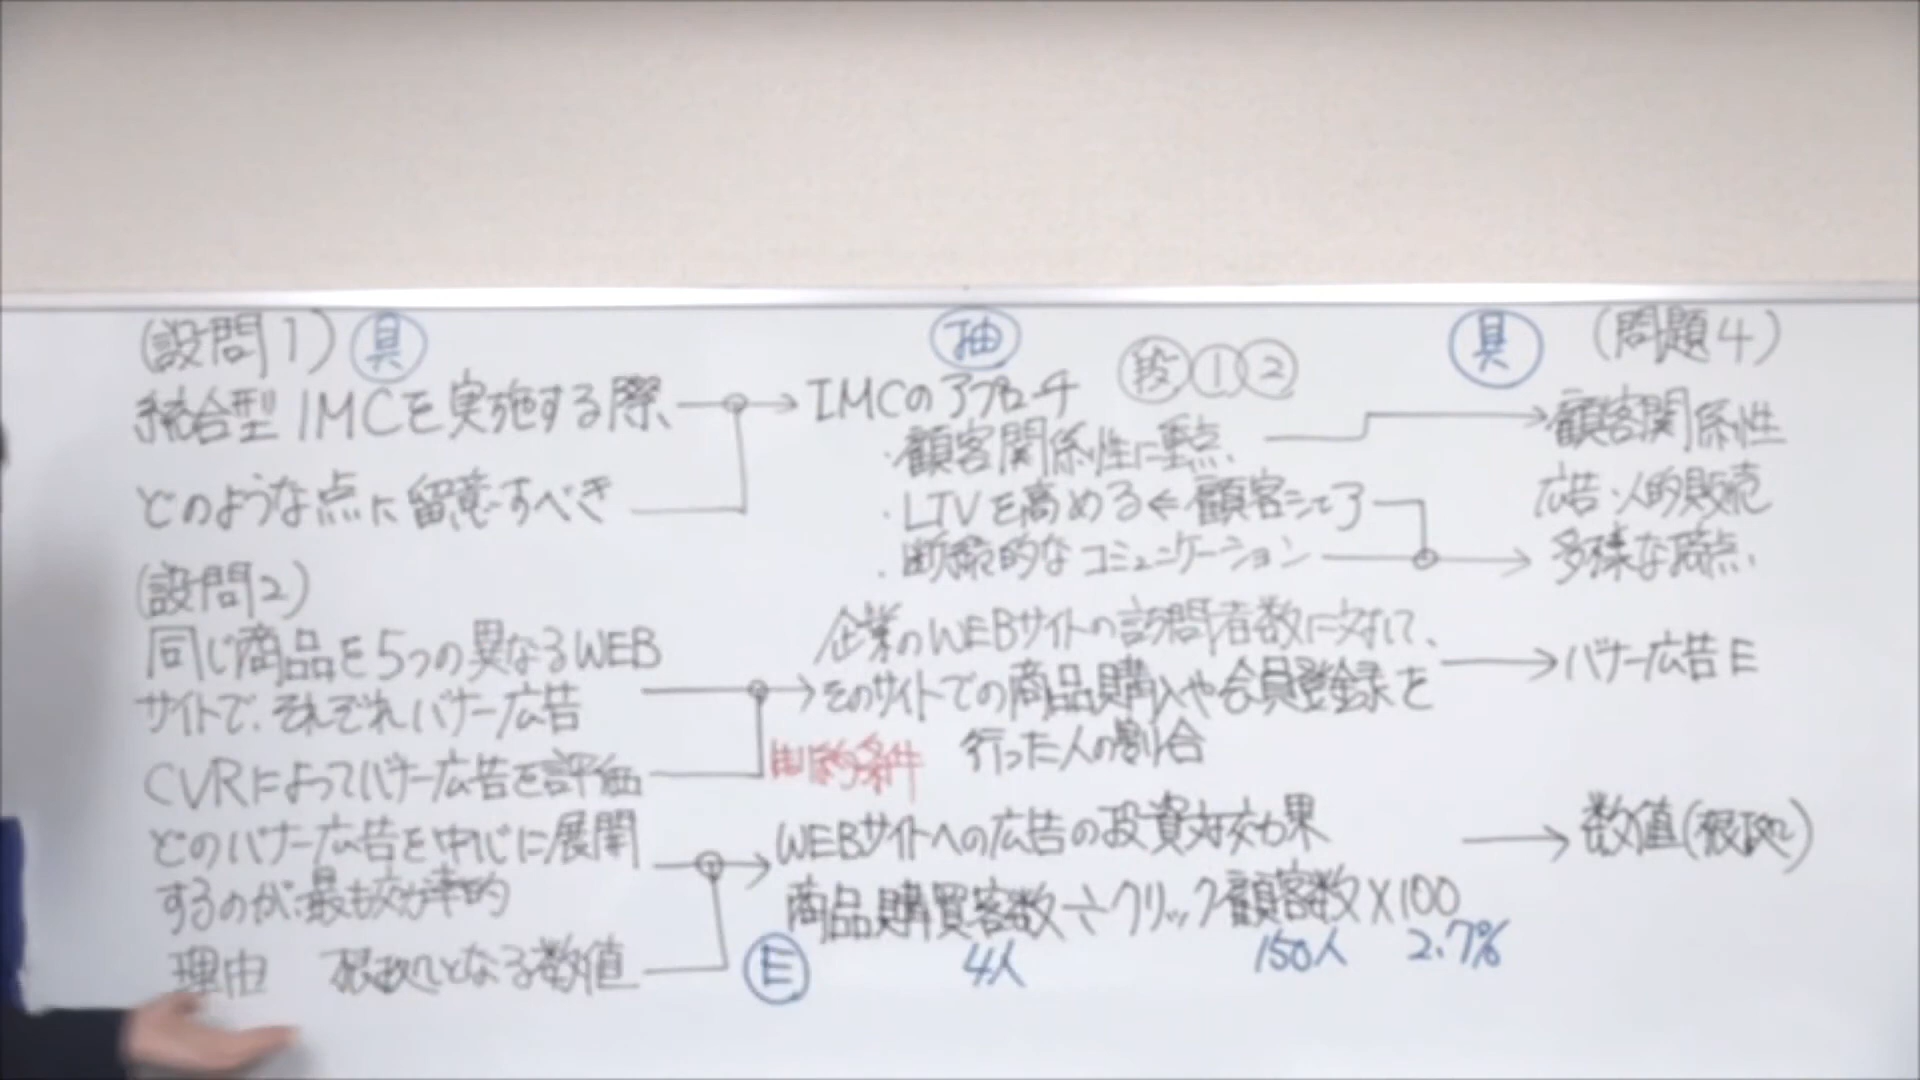 (設問1) 具
統合型IMCを実施する際、
どのような点に留意すべき
(設問2)
同じ商品を5つの異なるWEB
サイトで、それぞれバナー広告
CVRによってバナー広告を評価
どのバナー広告を中心に展開
するのが、最も効率的
理由 根拠となる数値
抽 段①②
IMCのアプローチ
・顧客関係性に重点、
・LTVを高める⇐顧客シェア
・断続的なコミュニケーション
企業のWEBサイトの訪問者数に対して、
そのサイトでの商品購入や会員登録を
行った人の割合
制約条件
WEBサイトへの広告の投資対効果
商品購買客数÷クリック顧客数×100
E 4人 150人 2.7%
具 (問題4)
顧客関係性
広告・人的販売
多様な接点、
バナー広告E
数値(根拠)